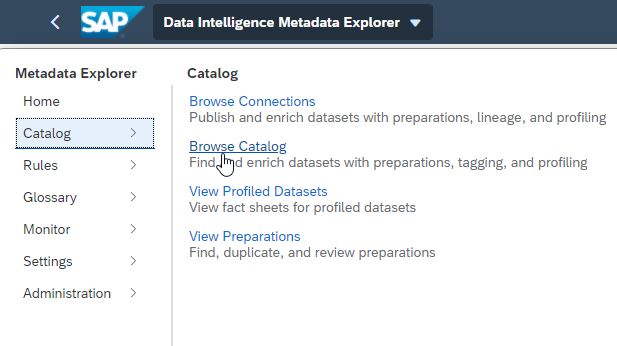 SAP Data Intelligence Metadata Explorer
Metadata Explorer
Home
Catalog
Rules
Glossary
Monitor
Settings
Administration
Catalog
Browse Connections
Publish and enrich datasets with preparations, lineage, and profiling
Browse Catalog
Find and enrich datasets with preparations, tagging, and profiling
View Profiled Datasets
View fact sheets for profiled datasets
View Preparations
Find, duplicate, and review preparations